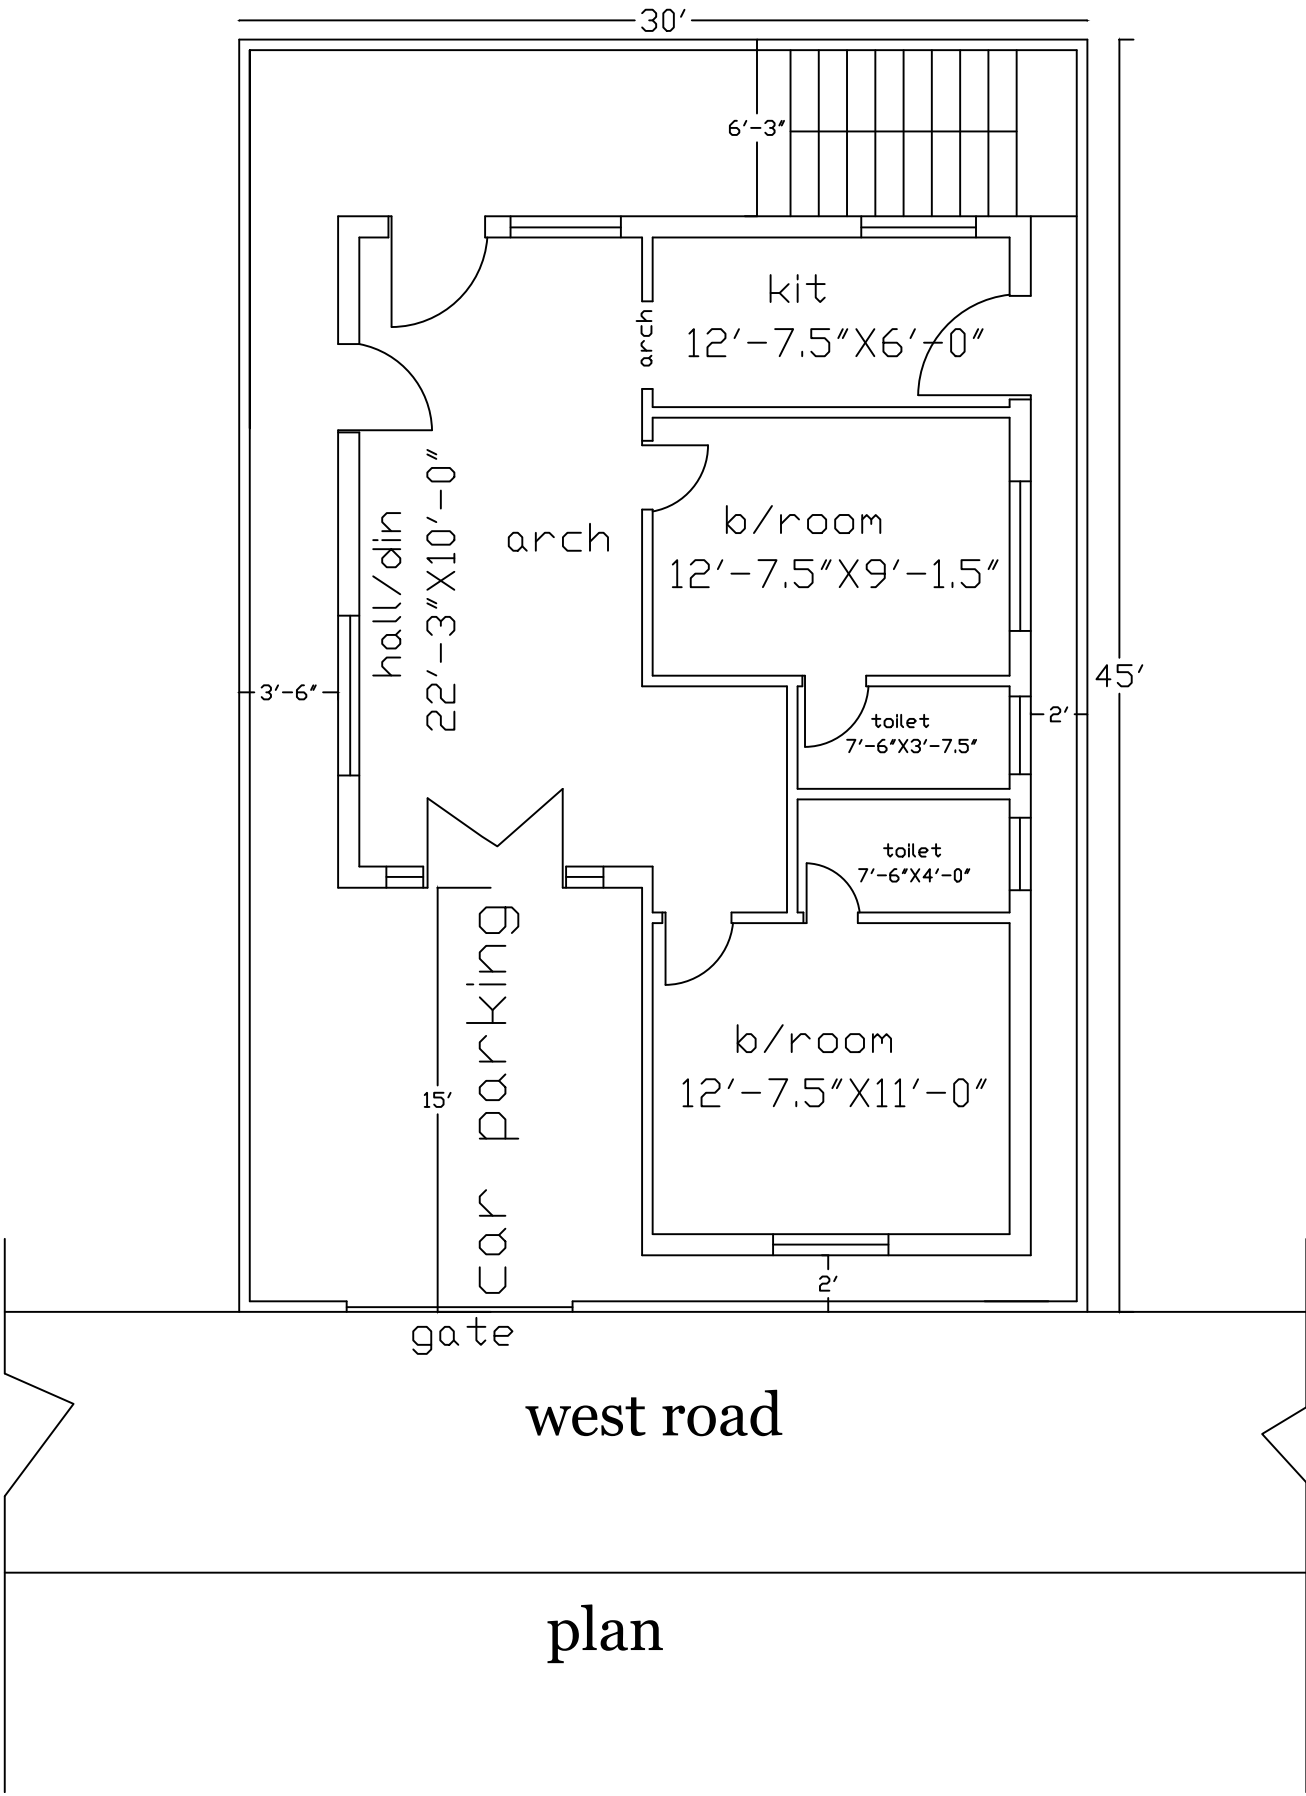 30'
6'-3"
kit
12'-7.5"X6'-0"
arch
b/room
12'-7.5"X9'-1.5"
arch
hall/din
22'-3"X10'-0"
45'
3'-6"
2'
toilet
7'-6"X3'-7.5"
toilet
7'-6"X4'-0"
car parking
15'
b/room
12'-7.5"X11'-0"
2'
gate
west road
plan